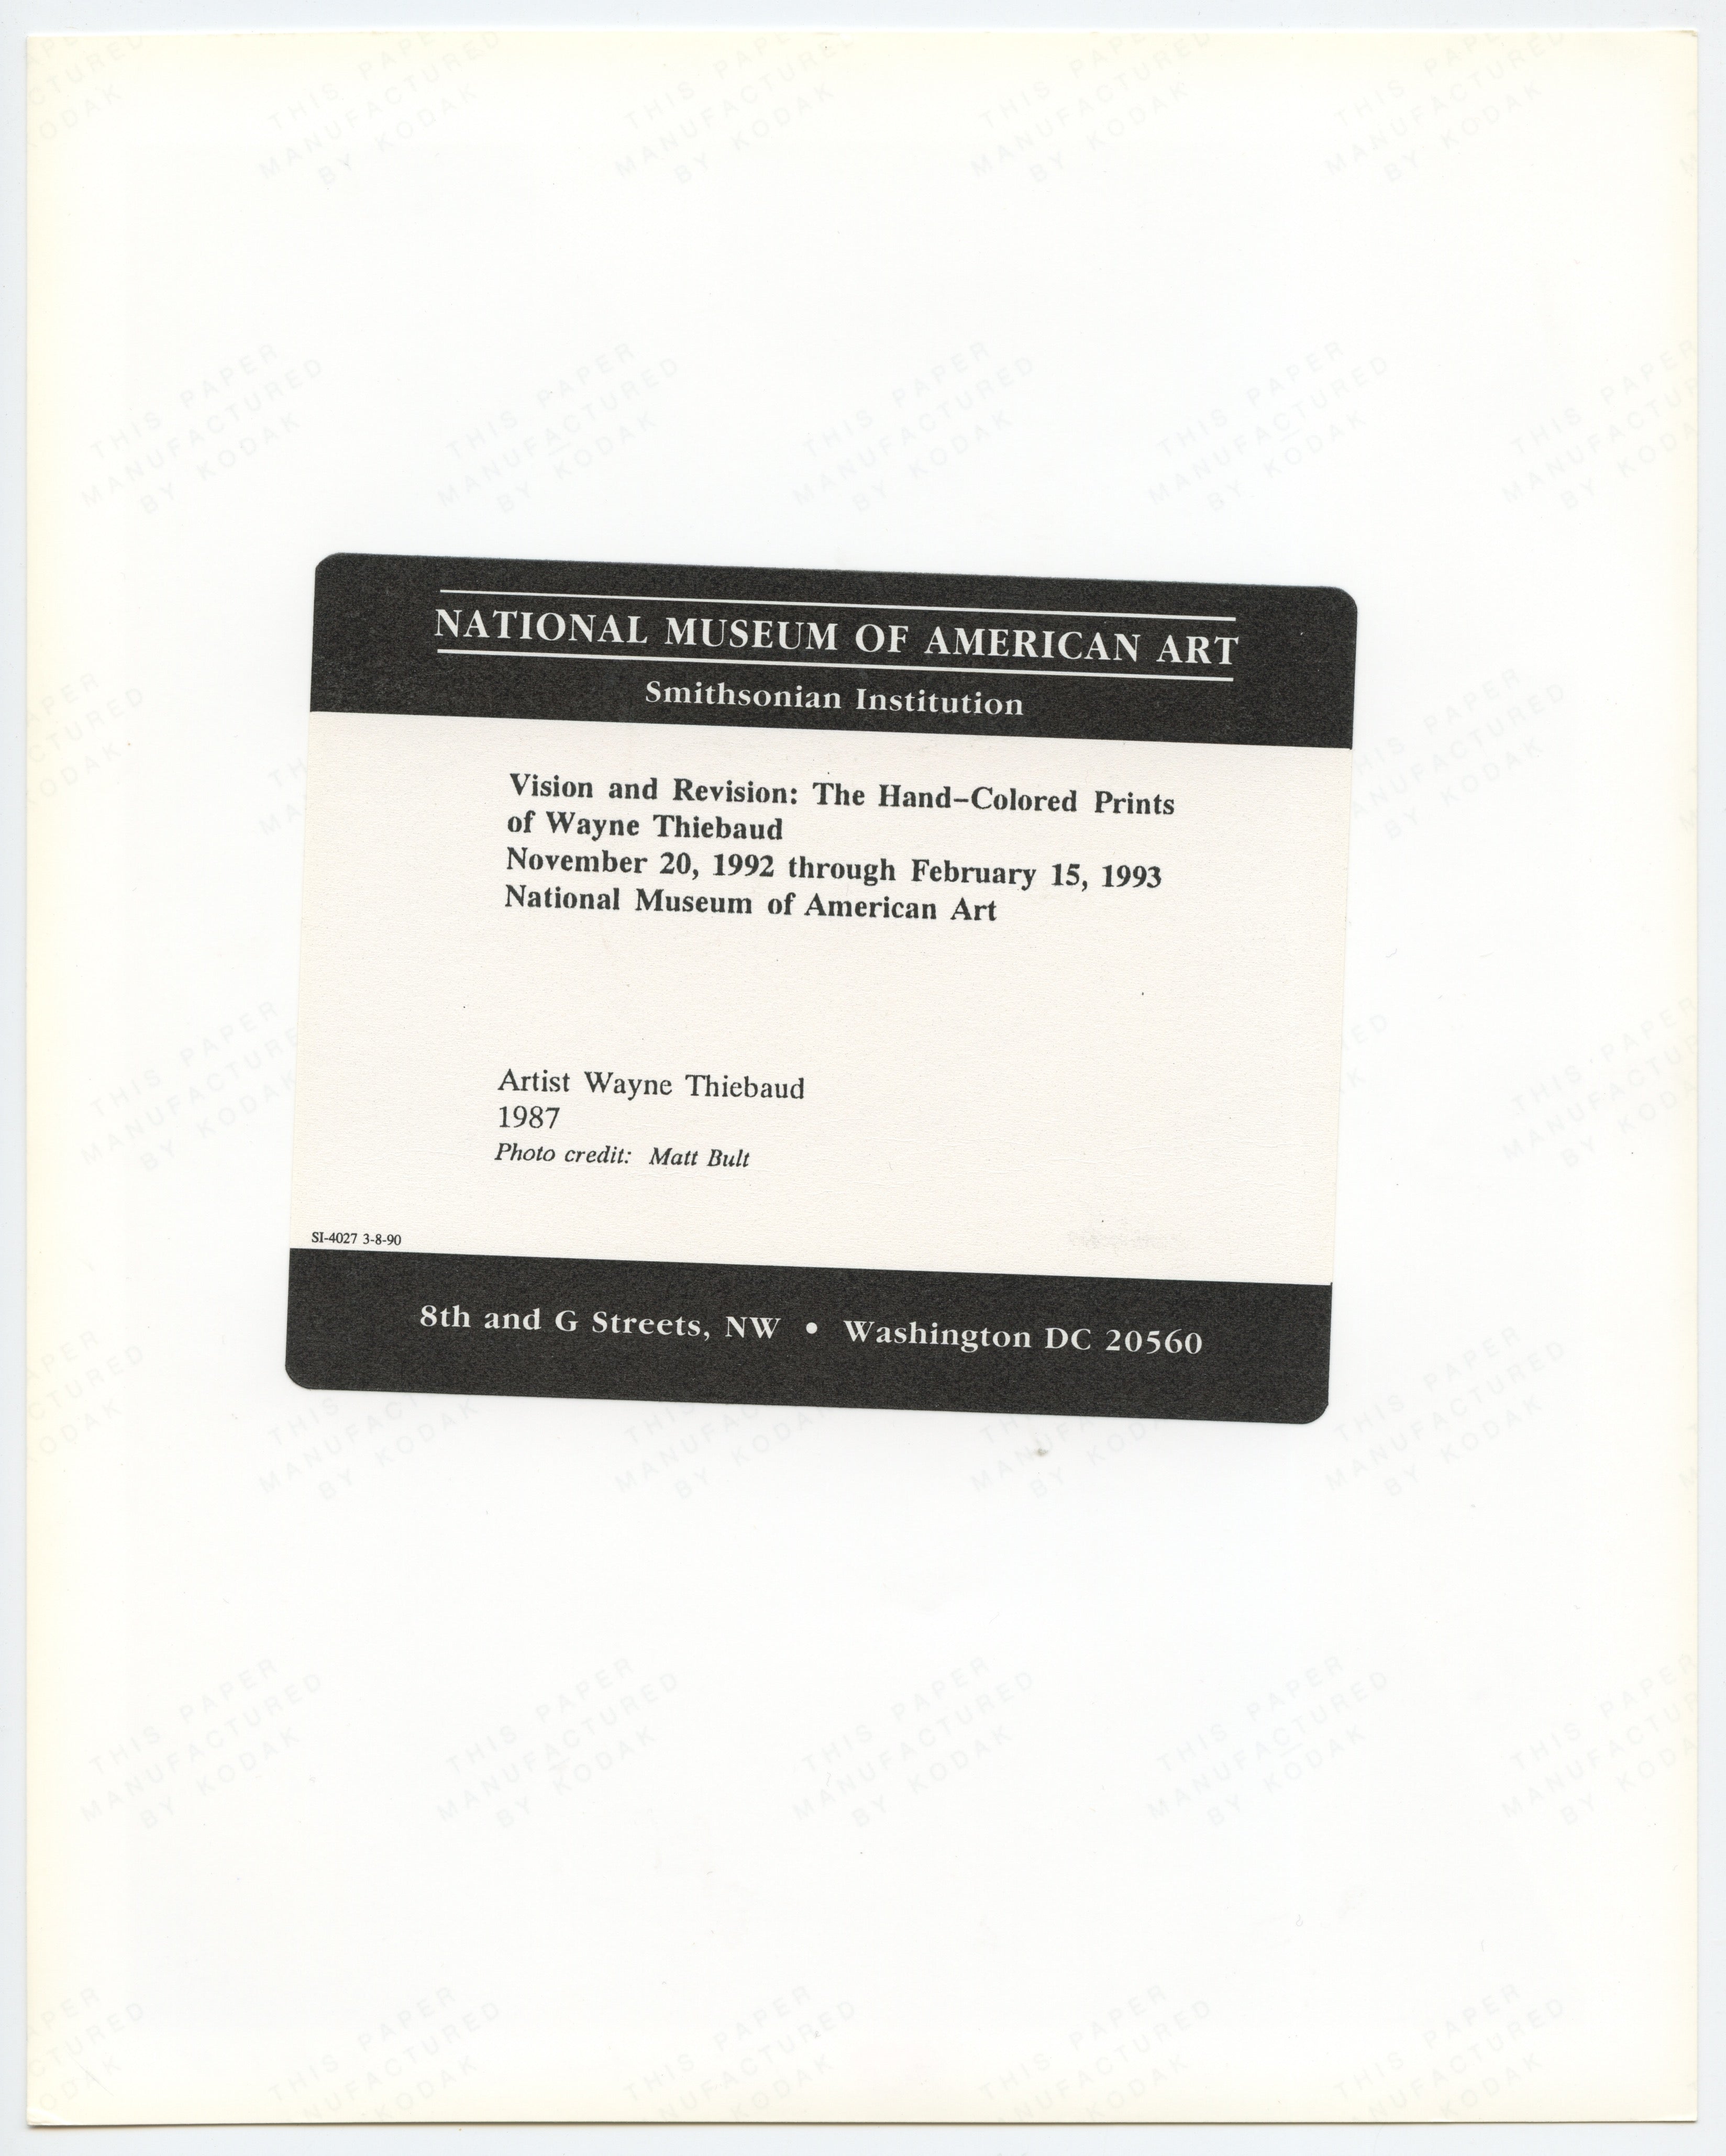 NATIONAL MUSEUM OF AMERICAN ART
Smithsonian Institution
Vision and Revision: The Hand-Colored Prints
of Wayne Thiebaud
November 20, 1992 through February 15, 1993
National Museum of American Art
Artist Wayne Thiebaud
1987
Photo credit: Matt Bult
SI-4027 3-8-90
8th and G Streets, NW • Washington DC 20560
THIS PAPER
MANUFACTURED
BY KODAK